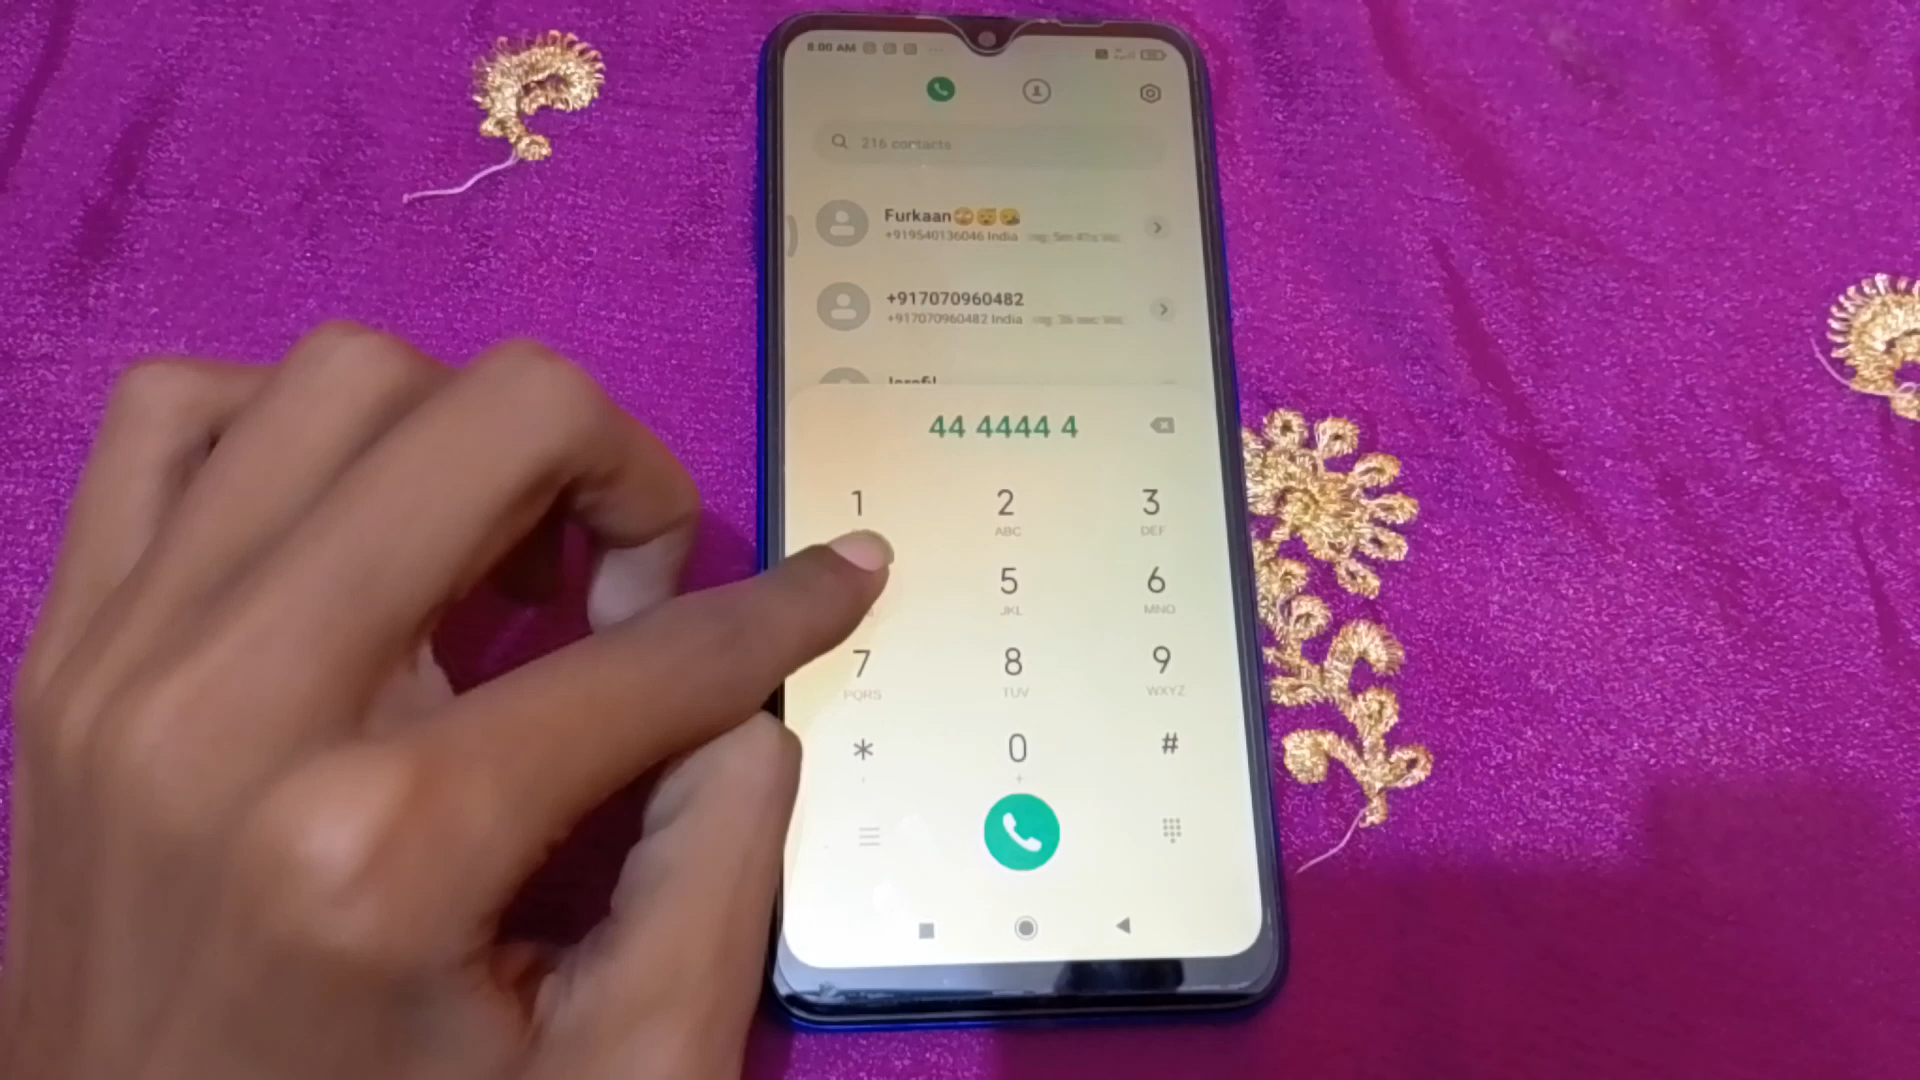 8:00 AM
216 contacts
Furkaan🙄😴😪
+919540136046 India
+917070960482
+917070960482 India
44 4444 4
1 2 3
ABC DEF
5 6
JKL MNO
7 8 9
PQRS TUV WXYZ
* 0 #
, +